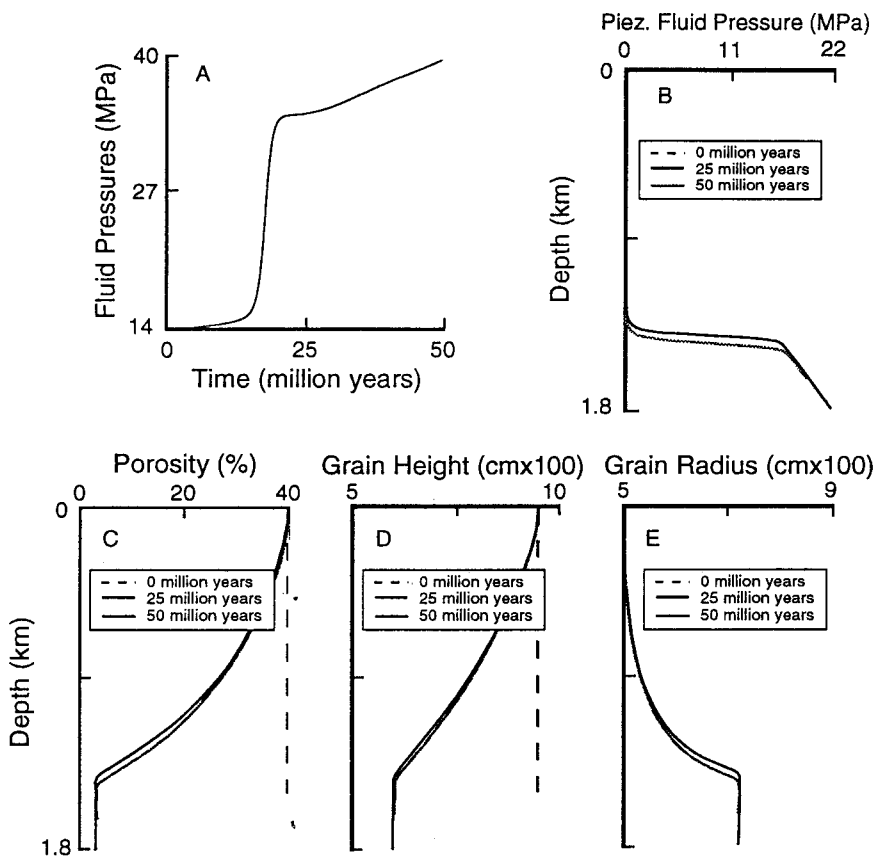 A
Fluid Pressures (MPa)
40
27
14
0 25 50
Time (million years)
Piez. Fluid Pressure (MPa)
0 11 22
0
B
0 million years
25 million years
50 million years
Depth (km)
1.8
Porosity (%)
0 20 40
0
C
0 million years
25 million years
50 million years
Depth (km)
1.8
Grain Height (cmx100)
5 10
D
0 million years
25 million years
50 million years
Grain Radius (cmx100)
5 9
E
0 million years
25 million years
50 million years